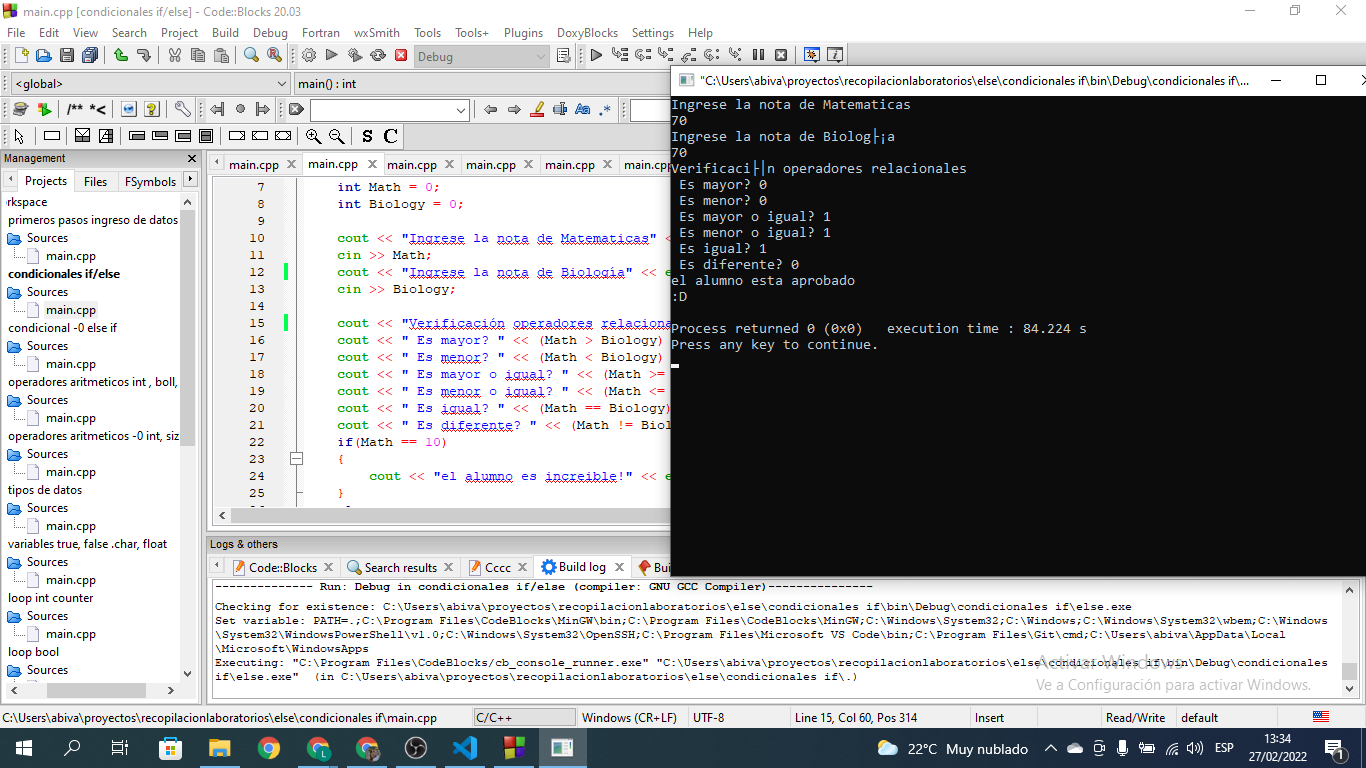 main.cpp [condicionales if/else] - Code::Blocks 20.03
File Edit View Search Project Build Debug Fortran wxSmith Tools Tools+ Plugins DoxyBlocks Settings Help
Debug
<global>
main() : int
/** *<
Aa .*
S C
Management
Projects Files FSymbols
rkspace
primeros pasos ingreso de datos
Sources
main.cpp
condicionales if/else
Sources
main.cpp
condicional -0 else if
Sources
main.cpp
operadores aritmeticos int , boll,
Sources
main.cpp
operadores aritmeticos -0 int, siz
Sources
main.cpp
tipos de datos
Sources
main.cpp
variables true, false .char, float
Sources
main.cpp
loop int counter
Sources
main.cpp
loop bool
Sources
main.cpp main.cpp main.cpp main.cpp main.cpp main.cpp
7 int Math = 0;
8 int Biology = 0;
9
10 cout << "Ingrese la nota de Matematicas" <
11 cin >> Math;
12 cout << "Ingrese la nota de Biología" << e
13 cin >> Biology;
14
15 cout << "Verificación operadores relaciona
16 cout << " Es mayor? " << (Math > Biology)
17 cout << " Es menor? " << (Math < Biology)
18 cout << " Es mayor o igual? " << (Math >=
19 cout << " Es menor o igual? " << (Math <=
20 cout << " Es igual? " << (Math == Biology)
21 cout << " Es diferente? " << (Math != Biol
22 if(Math == 10)
23 {
24 cout << "el alumno es increible!" << e
25 }
"C:\Users\abiva\proyectos\recopilacionlaboratorios\else\condicionales if\bin\Debug\condicionales if\...
Ingrese la nota de Matematicas
70
Ingrese la nota de Biolog├¡a
70
Verificaci├│n operadores relacionales
 Es mayor? 0
 Es menor? 0
 Es mayor o igual? 1
 Es menor o igual? 1
 Es igual? 1
 Es diferente? 0
el alumno esta aprobado
:D
Process returned 0 (0x0)   execution time : 84.224 s
Press any key to continue.
Logs & others
Code::Blocks Search results Cccc Build log Bui
-------------- Run: Debug in condicionales if/else (compiler: GNU GCC Compiler)---------------
Checking for existence: C:\Users\abiva\proyectos\recopilacionlaboratorios\else\condicionales if\bin\Debug\condicionales if\else.exe
Set variable: PATH=.;C:\Program Files\CodeBlocks\MinGW\bin;C:\Program Files\CodeBlocks\MinGW;C:\Windows\System32;C:\Windows;C:\Windows\System32\wbem;C:\Windows
\System32\WindowsPowerShell\v1.0;C:\Windows\System32\OpenSSH;C:\Program Files\Microsoft VS Code\bin;C:\Program Files\Git\cmd;C:\Users\abiva\AppData\Local
\Microsoft\WindowsApps
Executing: "C:\Program Files\CodeBlocks/cb_console_runner.exe" "C:\Users\abiva\proyectos\recopilacionlaboratorios\else\condicionales if\bin\Debug\condicionales
if\else.exe"  (in C:\Users\abiva\proyectos\recopilacionlaboratorios\else\condicionales if\.)
Activar Windows
Ve a Configuración para activar Windows.
C:\Users\abiva\proyectos\recopilacionlaboratorios\else\condicionales if\main.cpp C/C++ Windows (CR+LF) UTF-8 Line 15, Col 60, Pos 314 Insert Read/Write default
22°C Muy nublado ESP 13:34
27/02/2022
1